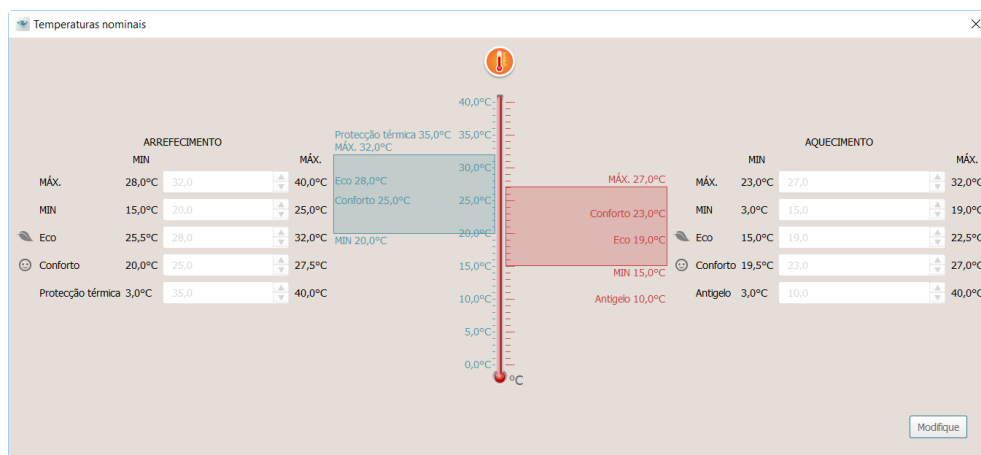 Temperaturas nominais
40,0°C
Protecção térmica 35,0°C 35,0°C
ARREFECIMENTO
AQUECIMENTO
MÁX. 32,0°C
MIN MÁX.
MIN MÁX.
30,0°C
MÁX. 28,0°C 32,0 40,0°C
Eco 28,0°C
MÁX. 27,0°C
MÁX. 23,0°C 27,0 32,0°C
MIN 15,0°C 20,0 25,0°C
Conforto 25,0°C 25,0°C
Conforto 23,0°C
MIN 3,0°C 15,0 19,0°C
Eco 25,5°C 28,0 32,0°C
MIN 20,0°C 20,0°C
Eco 19,0°C
Eco 15,0°C 19,0 22,5°C
Conforto 20,0°C 25,0 27,5°C
15,0°C
MIN 15,0°C
Conforto 19,5°C 23,0 27,0°C
Protecção térmica 3,0°C 35,0 40,0°C
10,0°C
Antigelo 10,0°C
Antigelo 3,0°C 10,0 40,0°C
5,0°C
0,0°C
°C
Modifique